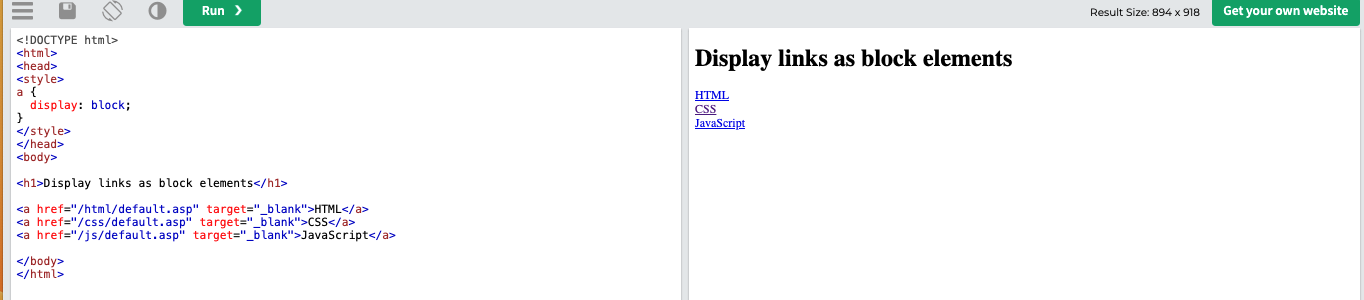 Run ❯
Result Size: 894 x 918
Get your own website
<!DOCTYPE html>
<html>
<head>
<style>
a {
  display: block;
}
</style>
</head>
<body>
<h1>Display links as block elements</h1>
<a href="/html/default.asp" target="_blank">HTML</a>
<a href="/css/default.asp" target="_blank">CSS</a>
<a href="/js/default.asp" target="_blank">JavaScript</a>
</body>
</html>
Display links as block elements
HTML
CSS
JavaScript